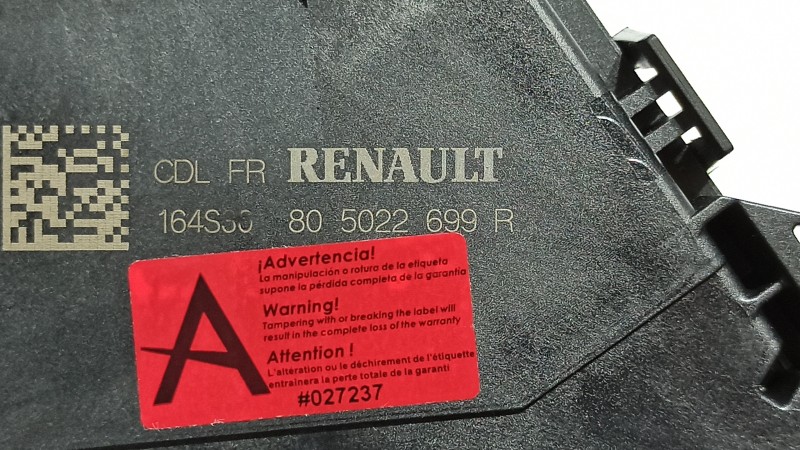 CDL FR RENAULT
80 5022 699 R
A
¡Advertencia!
La manipulación o rotura de la etiqueta
supone la pérdida completa de la garantía
Warning!
Tampering with or breaking the label will
result in the complete loss of the warranty
Attention !
L'altération ou le déchirement de l'étiquette
entraînera la perte totale de la garanti
#027237